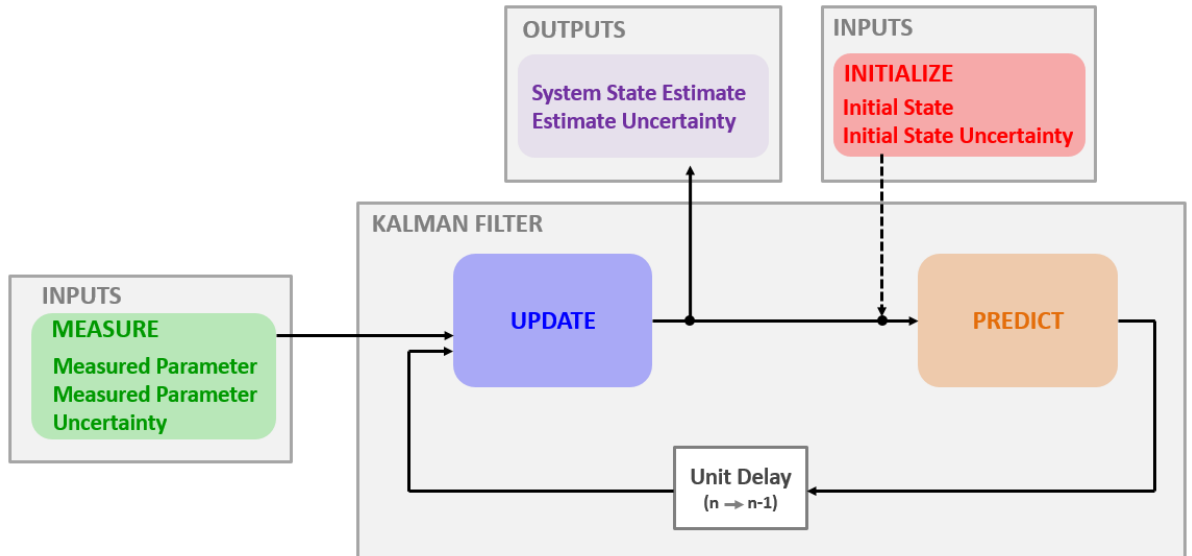 OUTPUTS
System State Estimate
Estimate Uncertainty
INPUTS
INITIALIZE
Initial State
Initial State Uncertainty
KALMAN FILTER
INPUTS
MEASURE
Measured Parameter
Measured Parameter
Uncertainty
UPDATE
PREDICT
Unit Delay
(n → n-1)